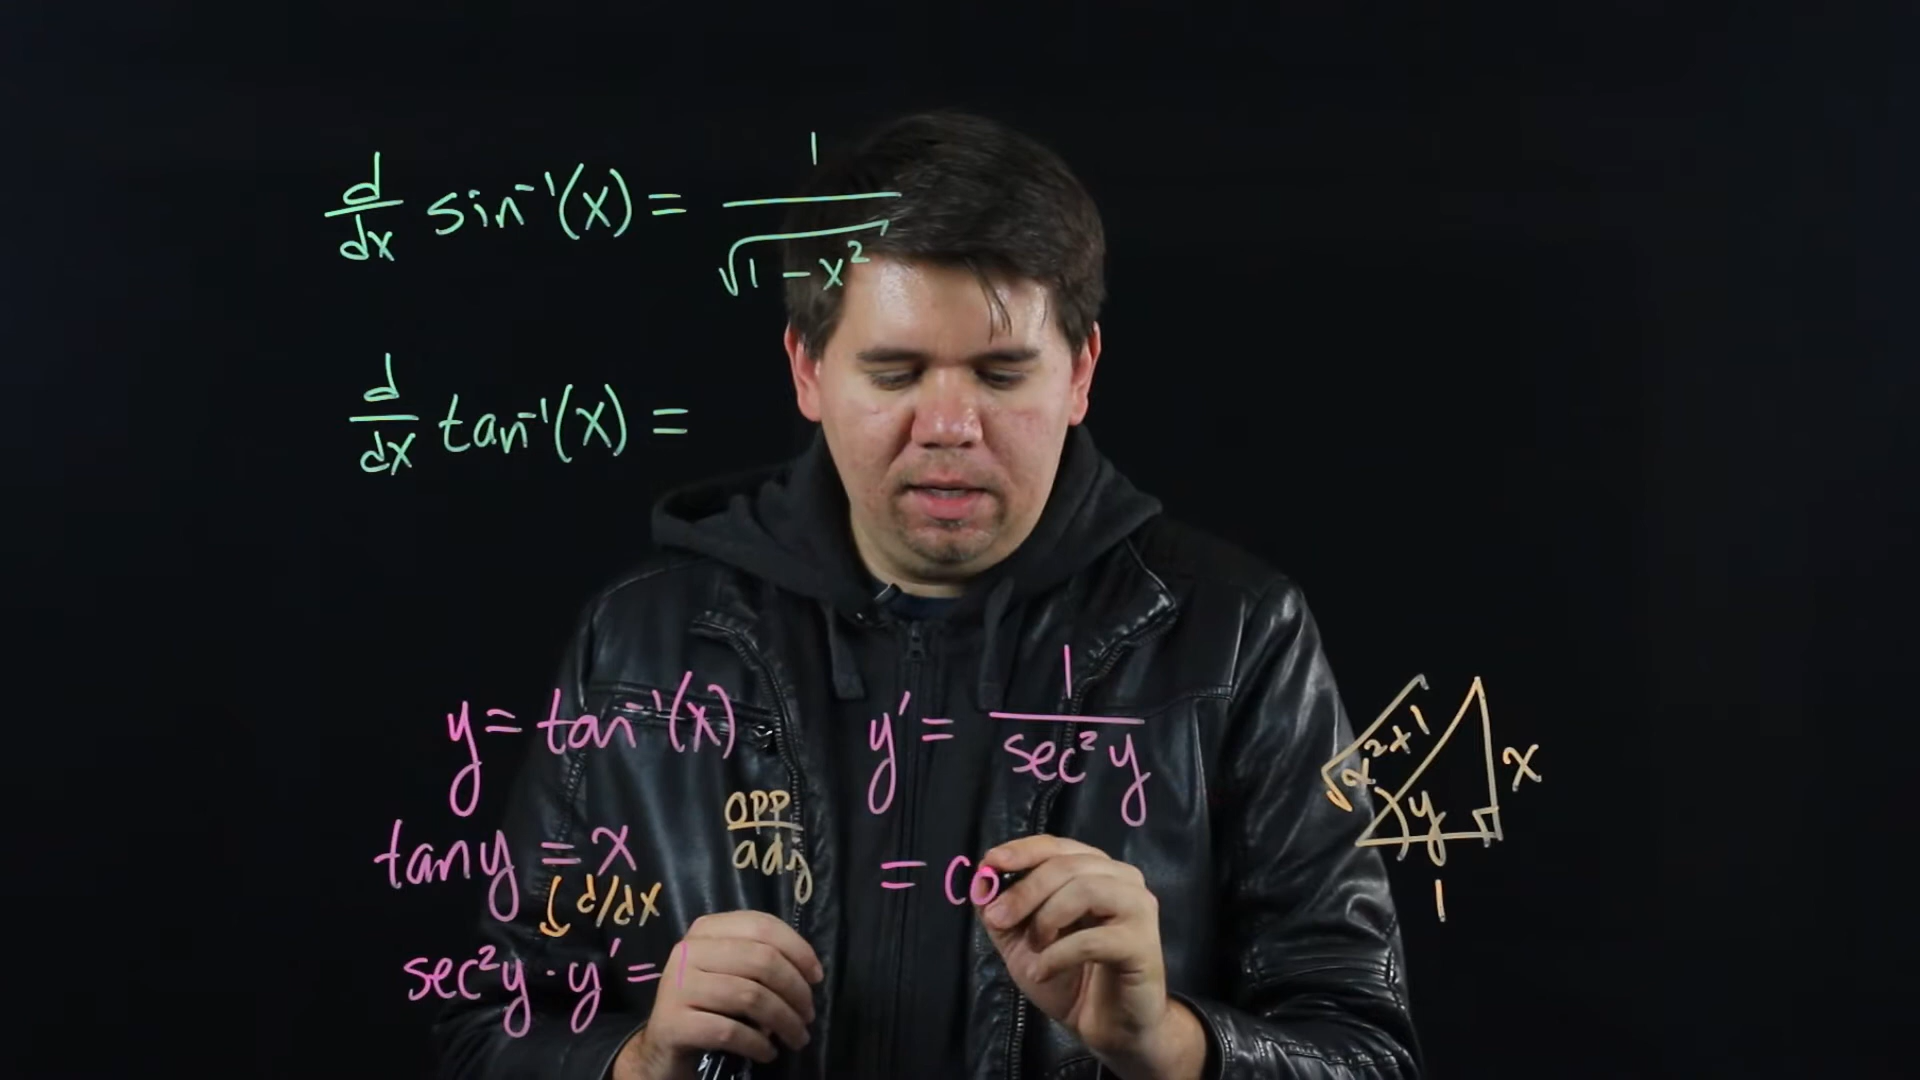 d/dx sin⁻¹(x) = 1/√(1-x²)
d/dx tan⁻¹(x) =
y = tan⁻¹(x)
tan y = x
d/dx
sec²y · y' = 1
opp/adj
y' = 1/sec²y
= co
√x²+1
y
x
1